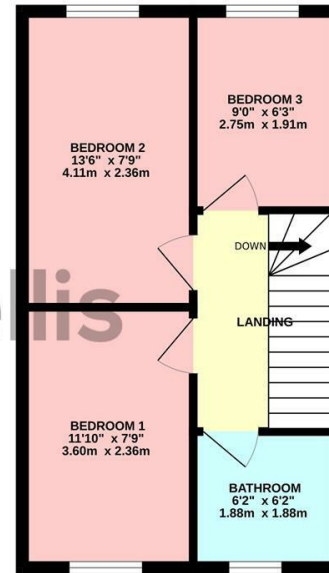 BEDROOM 2
13'6" x 7'9"
4.11m x 2.36m
BEDROOM 3
9'0" x 6'3"
2.75m x 1.91m
DOWN
LANDING
ellis
BEDROOM 1
11'10" x 7'9"
3.60m x 2.36m
BATHROOM
6'2" x 6'2"
1.88m x 1.88m